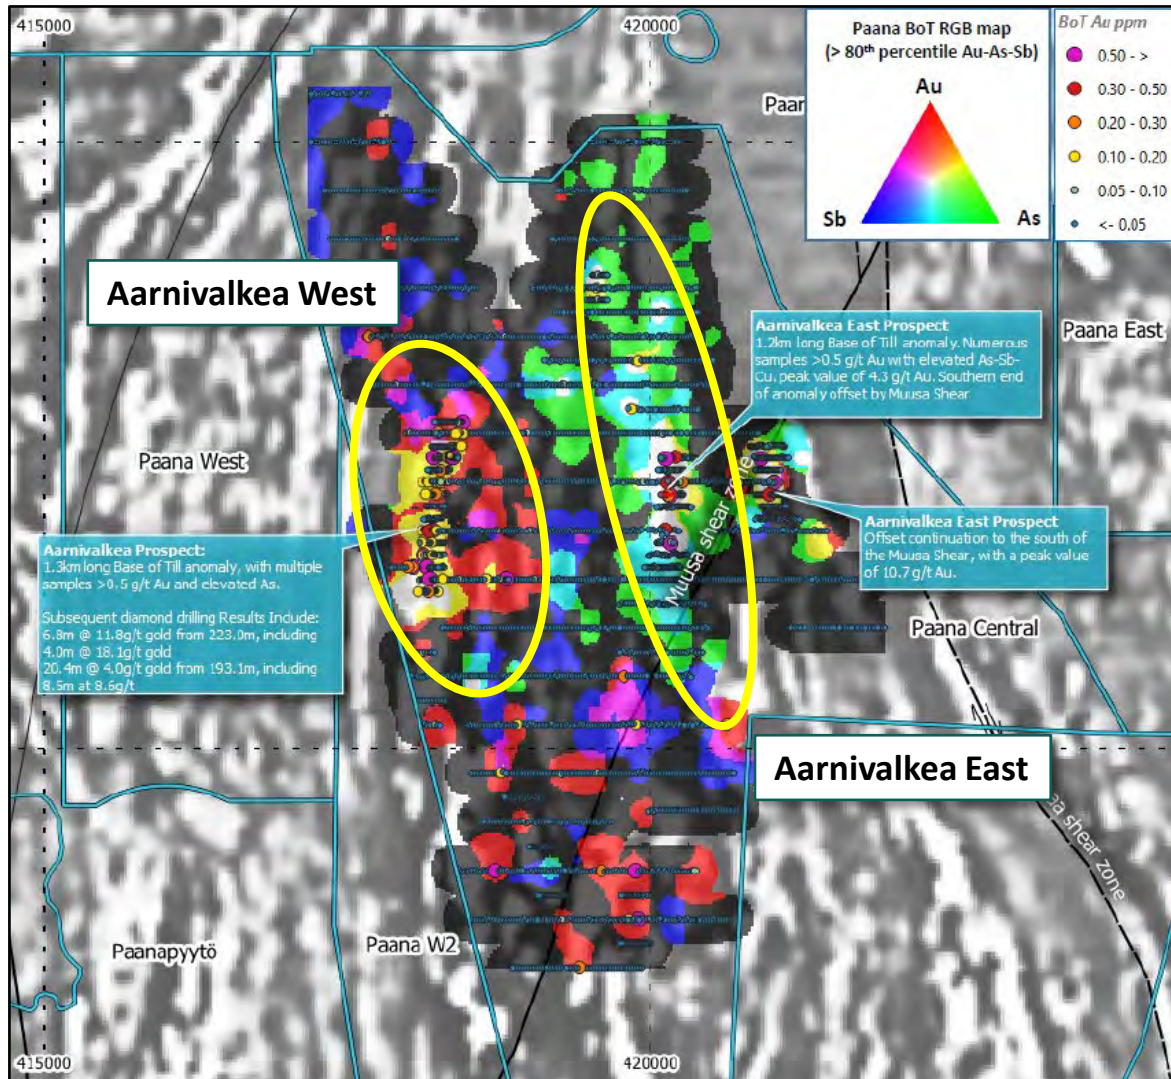 415000
420000
Paana BoT RGB map
(> 80th percentile Au-As-Sb)
Au
Sb
As
BoT Au ppm
0.50 - >
0.30 - 0.50
0.20 - 0.30
0.10 - 0.20
0.05 - 0.10
<- 0.05
Paan
Aarnivalkea West
Aarnivalkea East Prospect
1.2km long Base of Till anomaly. Numerous
samples >0.5 g/t Au with elevated As-Sb-
Cu, peak value of 4.3 g/t Au. Southern end
of anomaly offset by Muusa Shear
Paana East
Paana West
Muusa shear zone
Aarnivalkea East Prospect
Offset continuation to the south of
the Muusa Shear, with a peak value
of 10.7 g/t Au.
Aarnivalkea Prospect:
1.3km long Base of Till anomaly, with multiple
samples >0.5 g/t Au and elevated As.
Subsequent diamond drilling Results Include:
6.8m @ 11.8g/t gold from 223.0m, including
4.0m @ 18.1g/t gold
20.4m @ 4.0g/t gold from 193.1m, including
8.5m at 8.6g/t
Paana Central
Aarnivalkea East
ea shear zone
Paanapyytö
Paana W2
415000
420000